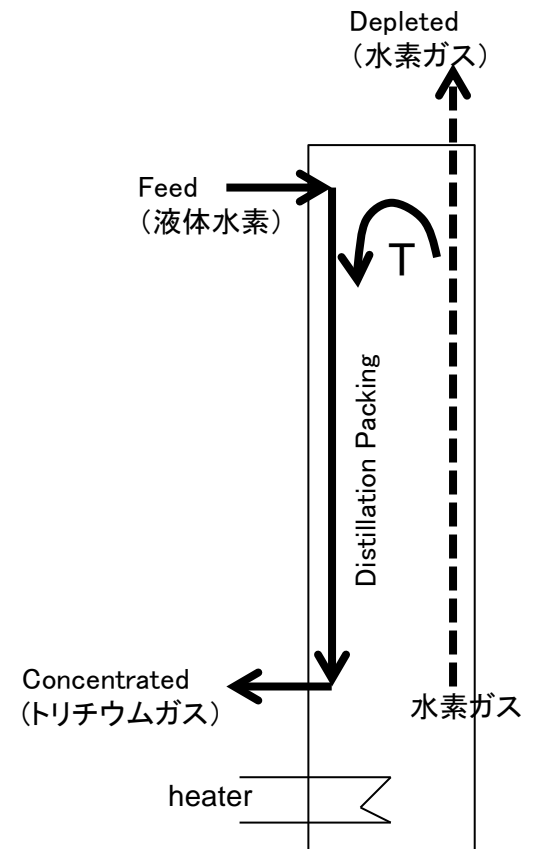 Depleted
（水素ガス）
Feed
（液体水素）
T
Distillation Packing
Concentrated
(トリチウムガス)
水素ガス
heater